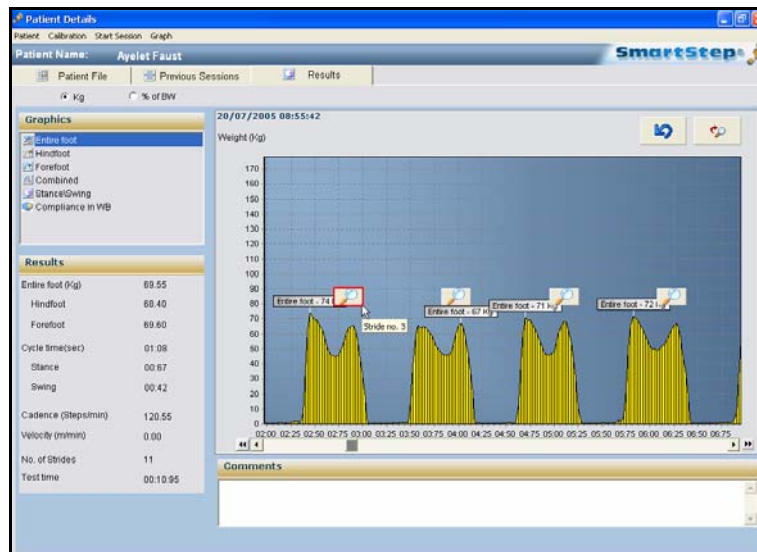 Patient Details
Patient Calibration Start Session Graph
Patient Name: Ayelet Faust
SmartStep
Patient File Previous Sessions Results
Kg % of BW
Graphics
Entire foot
Hindfoot
Forefoot
Combined
Stance\Swing
Compliance in WB
Results
Entire foot (Kg) 69.55
Hindfoot 68.40
Forefoot 69.60
Cycle time(sec) 01:08
Stance 00:67
Swing 00:42
Cadence (Steps/min) 120.55
Velocity (m/min) 0.00
No. of Strides 11
Test time 00:10:95
20/07/2005 08:55:42
Weight (Kg)
170
160
150
140
130
120
110
100
90
80
70
60
50
40
30
20
10
0
Entire foot - 74
Entire foot - 67 K
Entire foot - 71 K
Entire foot - 72
Stride no. 3
02:00 02:25 02:50 02:75 03:00 03:25 03:50 03:75 04:00 04:25 04:50 04:75 05:00 05:25 05:50 05:75 06:00 06:25 06:50 06:75
Comments